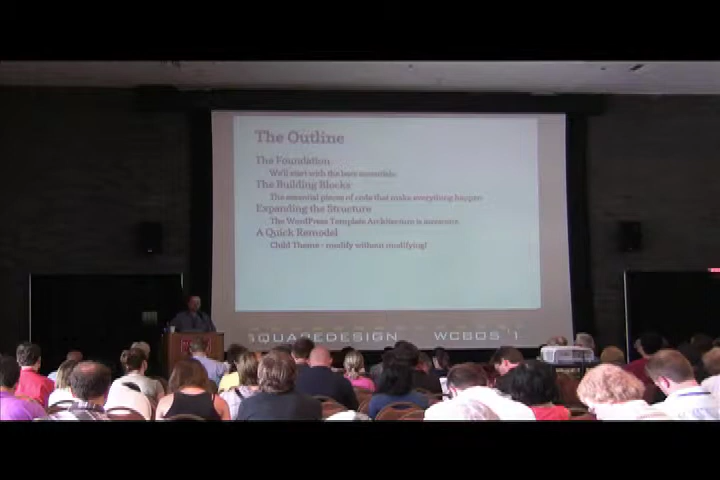 The Outline
The Foundation
We'll start with the bare essentials.
The Building Blocks
The essential pieces of code that make everything happen
Expanding the Structure
The WordPress Template Architecture is awesome.
A Quick Remodel
Child Theme - modify without modifying!
SQUAREDESIGN WCBOS '1